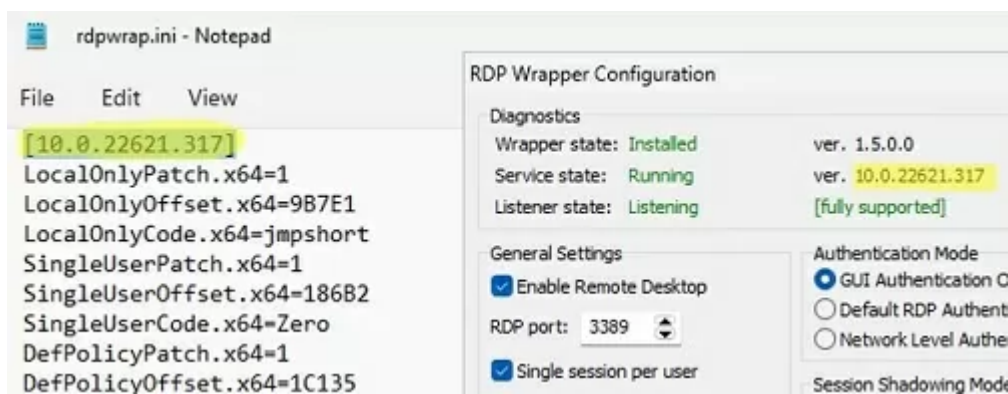 rdpwrap.ini - Notepad
File Edit View
[10.0.22621.317]
LocalOnlyPatch.x64=1
LocalOnlyOffset.x64=9B7E1
LocalOnlyCode.x64=jmpshort
SingleUserPatch.x64=1
SingleUserOffset.x64=186B2
SingleUserCode.x64=Zero
DefPolicyPatch.x64=1
DefPolicyOffset.x64=1C135
RDP Wrapper Configuration
Diagnostics
Wrapper state: Installed ver. 1.5.0.0
Service state: Running ver. 10.0.22621.317
Listener state: Listening [fully supported]
General Settings
Enable Remote Desktop
RDP port: 3389
Single session per user
Authentication Mode
GUI Authentication O
Default RDP Authenti
Network Level Authe
Session Shadowing Mode